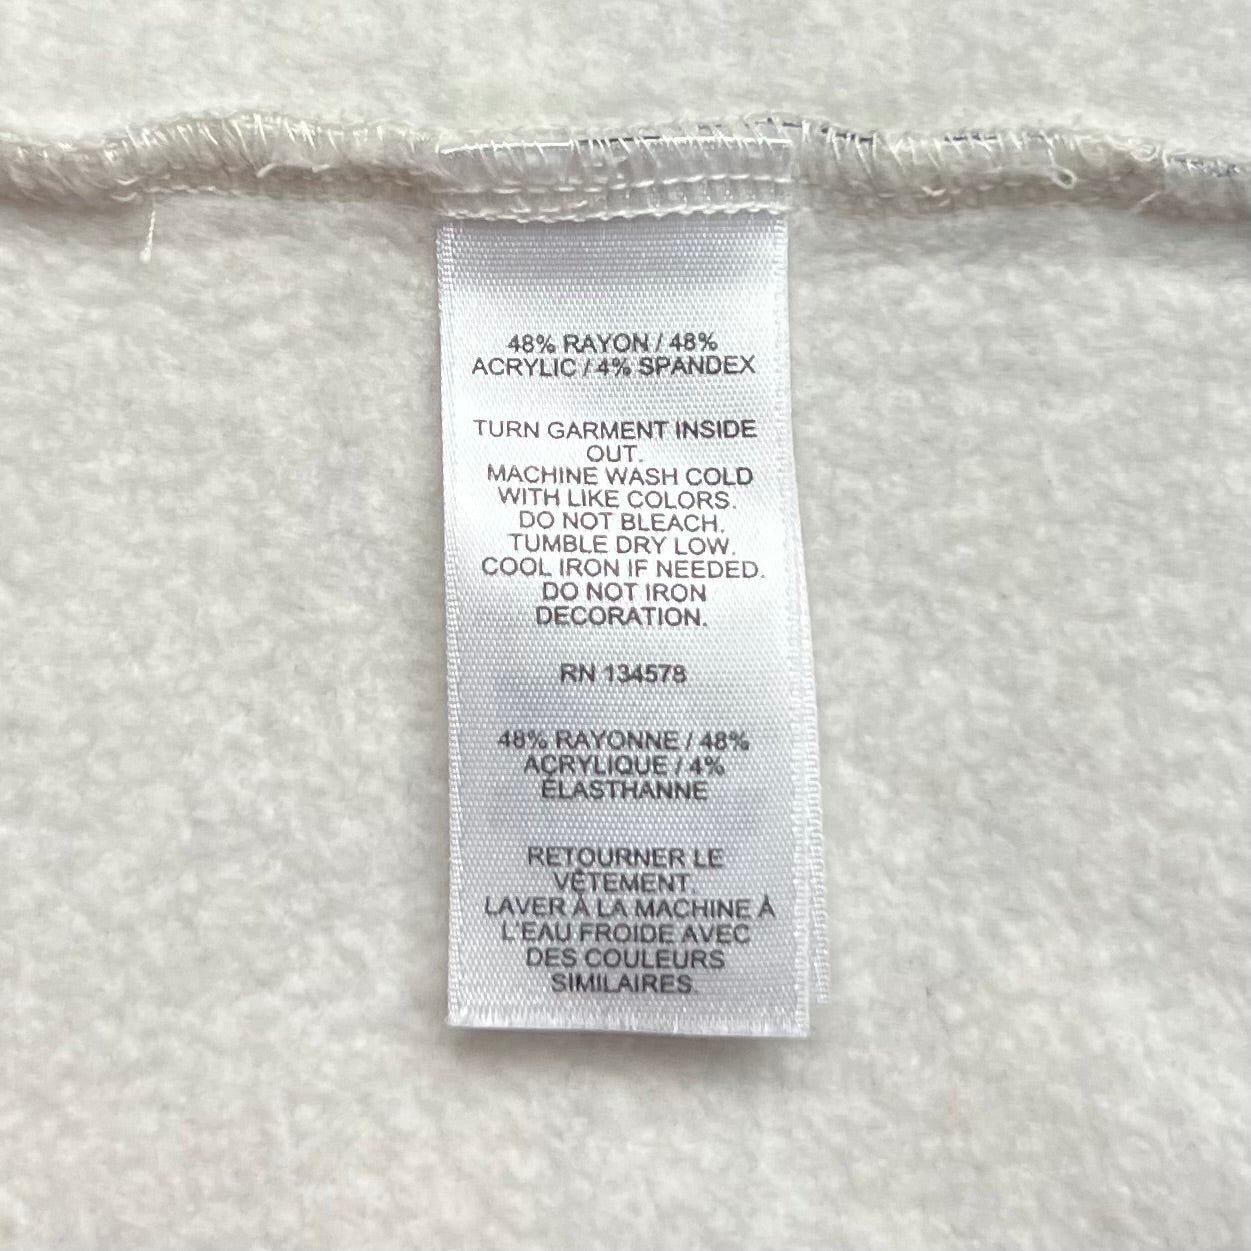 48% RAYON / 48%
ACRYLIC / 4% SPANDEX
TURN GARMENT INSIDE
OUT.
MACHINE WASH COLD
WITH LIKE COLORS.
DO NOT BLEACH.
TUMBLE DRY LOW.
COOL IRON IF NEEDED.
DO NOT IRON
DECORATION.
RN 134578
48% RAYONNE / 48%
ACRYLIQUE / 4%
ÉLASTHANNE
RETOURNER LE
VÊTEMENT.
LAVER À LA MACHINE À
L'EAU FROIDE AVEC
DES COULEURS
SIMILAIRES.